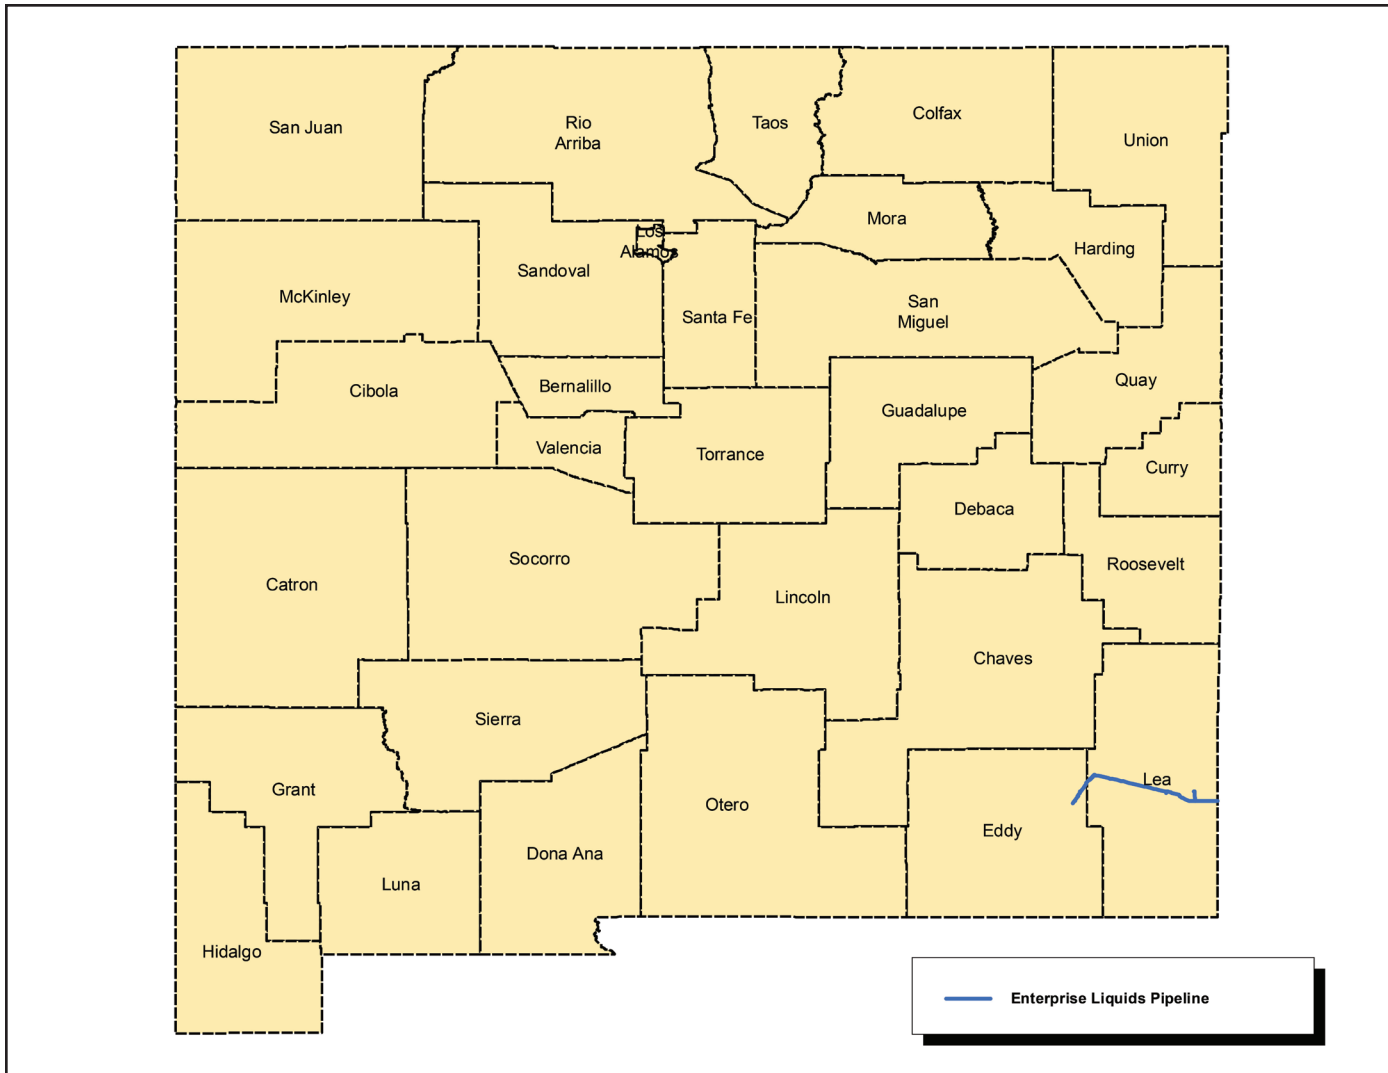 San Juan
Rio
Arriba
Taos
Colfax
Union
Mora
Harding
Los
Alamos
Sandoval
McKinley
Santa Fe
San
Miguel
Quay
Bernalillo
Cibola
Guadalupe
Valencia
Torrance
Curry
Debaca
Socorro
Roosevelt
Catron
Lincoln
Chaves
Sierra
Lea
Grant
Otero
Eddy
Dona Ana
Luna
Hidalgo
Enterprise Liquids Pipeline